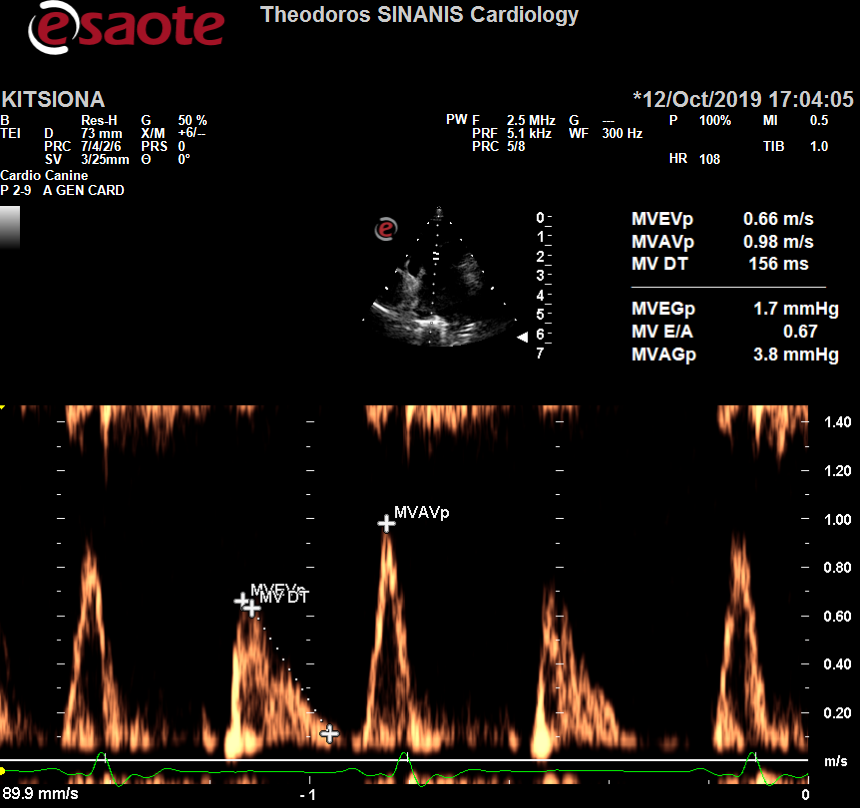 esaote
Theodoros SINANIS Cardiology
KITSIONA
*12/Oct/2019 17:04:05
B Res-H G 50 %
TEI D 73 mm X/M +6/--
PRC 7/4/2/6 PRS 0
SV 3/25mm Θ 0°
PW F 2.5 MHz G ---
PRF 5.1 kHz WF 300 Hz
PRC 5/8
P 100% MI 0.5
TIB 1.0
HR 108
Cardio Canine
P 2-9 A GEN CARD
e
0
1
2
3
4
5
6
7
MVEVp 0.66 m/s
MVAVp 0.98 m/s
MV DT 156 ms
MVEGp 1.7 mmHg
MV E/A 0.67
MVAGp 3.8 mmHg
1.40
1.20
1.00
0.80
0.60
0.40
0.20
m/s
MVAVp
MVEVp
MV DT
89.9 mm/s
-1
0